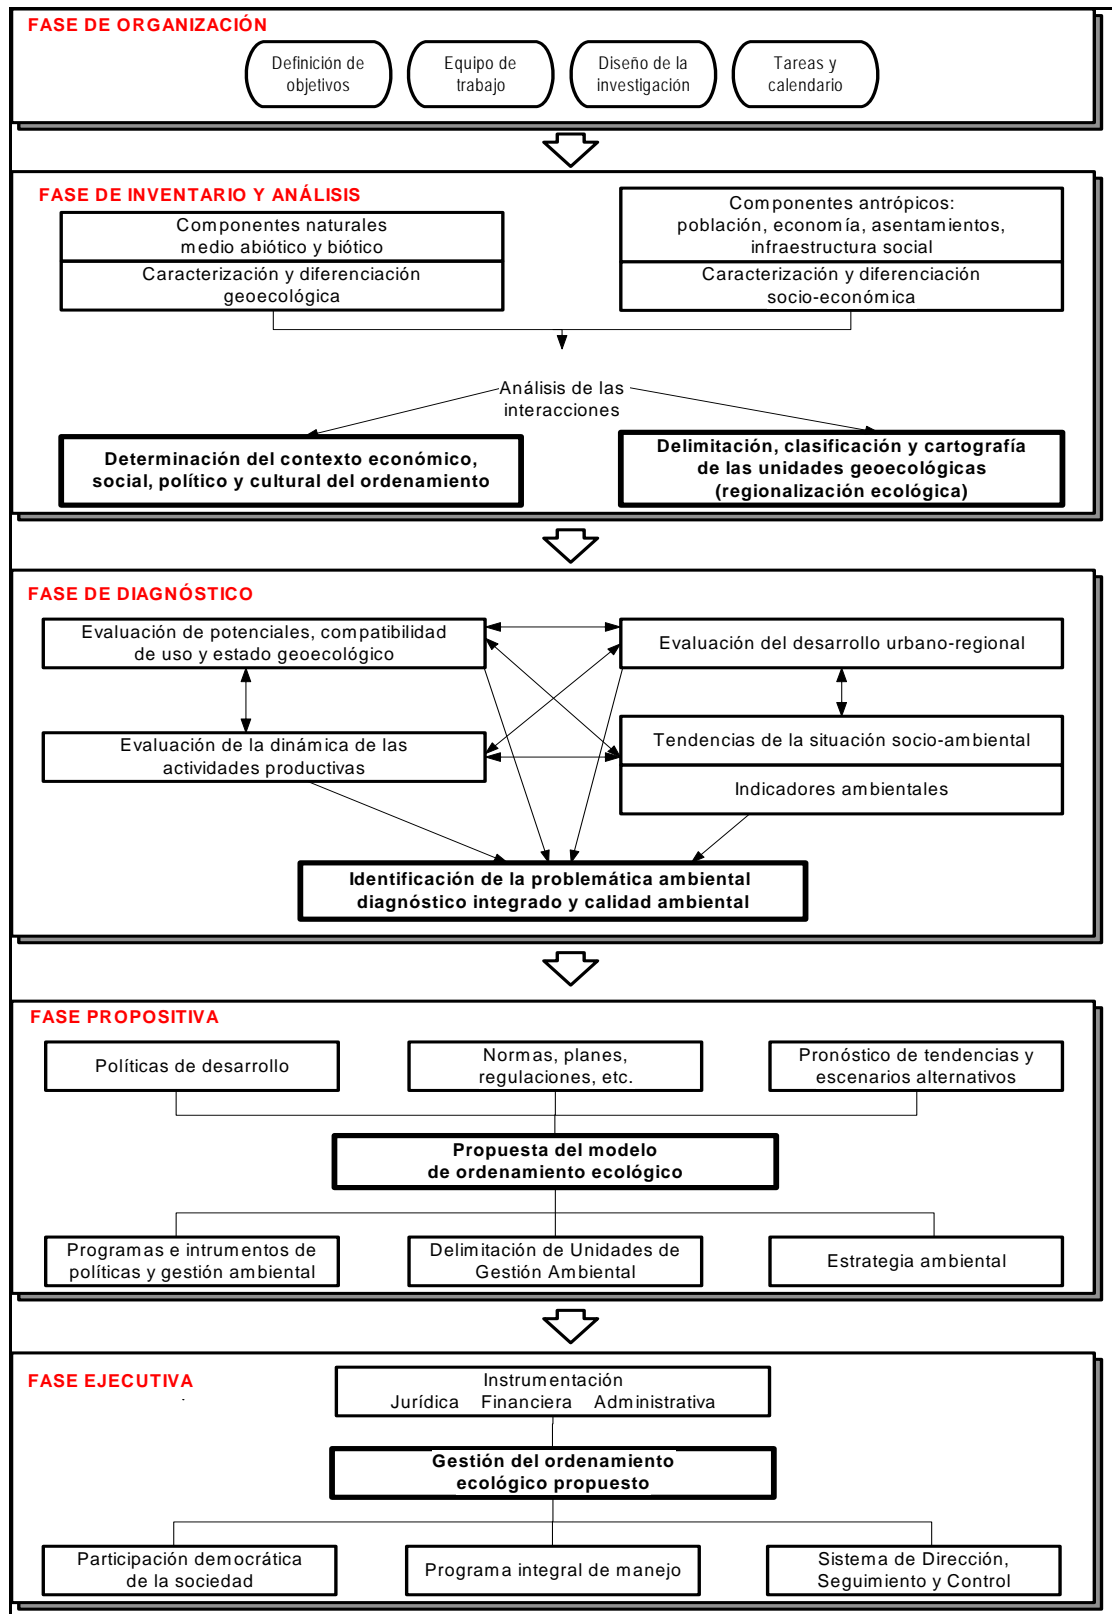 FASE DE ORGANIZACIÓN
Definición de
objetivos
Equipo de
trabajo
Diseño de la
investigación
Tareas y
calendario
FASE DE INVENTARIO Y ANÁLISIS
Componentes naturales
medio abiótico y biótico
Caracterización y diferenciación
geoecológica
Componentes antrópicos:
población, economía, asentamientos,
infraestructura social
Caracterización y diferenciación
socio-económica
Análisis de las
interacciones
Determinación del contexto económico,
social, político y cultural del ordenamiento
Delimitación, clasificación y cartografía
de las unidades geoecológicas
(regionalización ecológica)
FASE DE DIAGNÓSTICO
Evaluación de potenciales, compatibilidad
de uso y estado geoecológico
Evaluación del desarrollo urbano-regional
Evaluación de la dinámica de las
actividades productivas
Tendencias de la situación socio-ambiental
Indicadores ambientales
Identificación de la problemática ambiental
diagnóstico integrado y calidad ambiental
FASE PROPOSITIVA
Políticas de desarrollo
Normas, planes,
regulaciones, etc.
Pronóstico de tendencias y
escenarios alternativos
Propuesta del modelo
de ordenamiento ecológico
Programas e intrumentos de
políticas y gestión ambiental
Delimitación de Unidades de
Gestión Ambiental
Estrategia ambiental
FASE EJECUTIVA
Instrumentación
Jurídica Financiera Administrativa
Gestión del ordenamiento
ecológico propuesto
Participación democrática
de la sociedad
Programa integral de manejo
Sistema de Dirección,
Seguimiento y Control